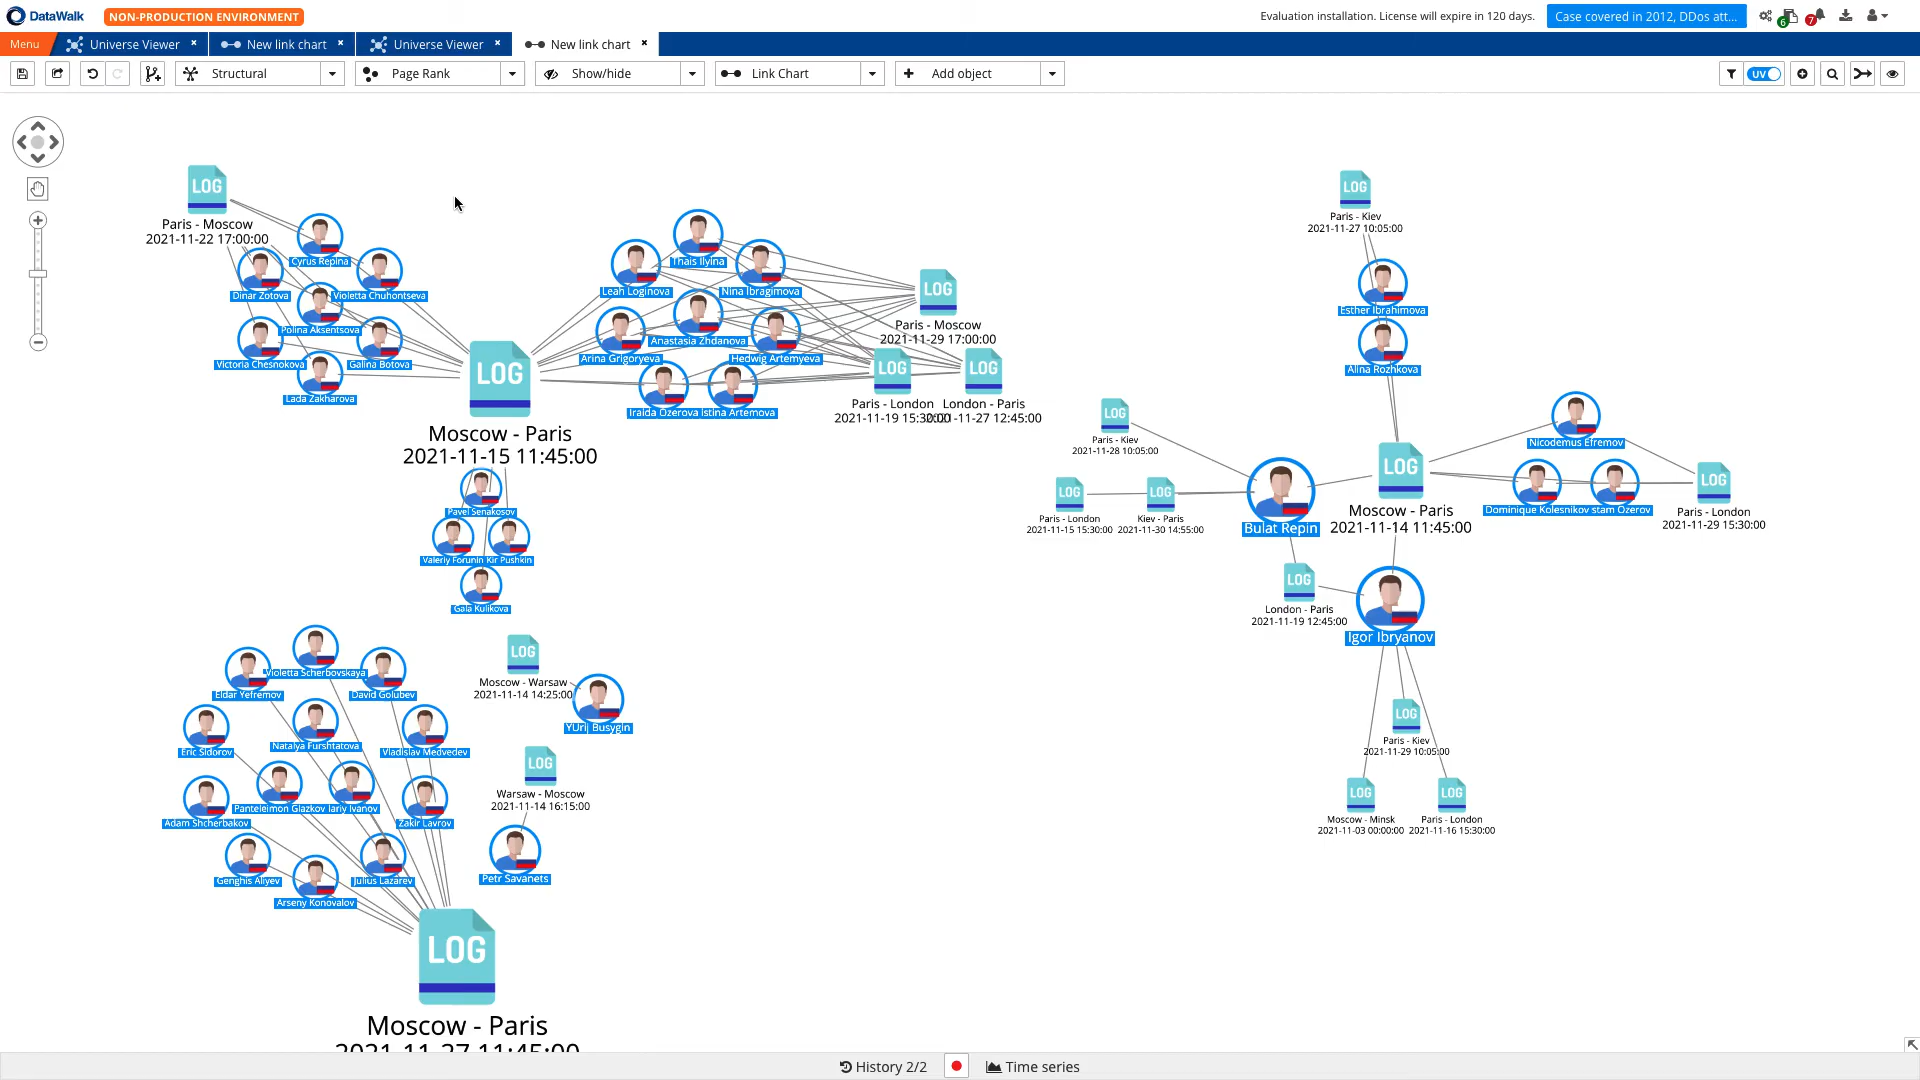 DataWalk
NON-PRODUCTION ENVIRONMENT
Evaluation installation. License will expire in 120 days.
Case covered in 2012, DDos att...
6
7
Menu
Universe Viewer ×
New link chart ×
Universe Viewer ×
New link chart ×
Structural
Page Rank
Show/hide
Link Chart
Add object
UV
LOG
Paris - Moscow
2021-11-22 17:00:00
Cyrus Repina
Dinar Zotova
Violetta Chuhontseva
Polina Aksentsova
Victoria Chesnokova
Galina Botova
Lada Zakharova
LOG
Moscow - Paris
2021-11-15 11:45:00
Thais Ilyina
Leah Loginova
Nina Ibragimova
Anastasia Zhdanova
Arina Grigoryeva
Hedwig Artemyeva
Iraida Ozerova
Istina Artemova
LOG
Paris - Moscow
2021-11-29 17:00:00
LOG
Paris - London
2021-11-19 15:30:00
LOG
London - Paris
2021-11-27 12:45:00
Pavel Senakosov
Valeriy Forunin
Kir Pushkin
Gala Kulikova
LOG
Moscow - Warsaw
2021-11-14 14:25:00
YUrij Busygin
LOG
Warsaw - Moscow
2021-11-14 16:15:00
Petr Savanets
Violetta Scherbovskaya
Eldar Yefremov
David Golubev
Natalya Furshtatova
Eric Sidorov
Vladislav Medvedev
Panteleimon Glazkov
Ilariy Ivanov
Adam Shcherbakov
Zakir Lavrov
Genghis Aliyev
Julius Lazarev
Arseny Konovalov
LOG
Moscow - Paris
2021-11-27 11:45:00
LOG
Paris - Kiev
2021-11-27 10:05:00
Esther Ibrahimova
Alina Rozhkova
LOG
Paris - Kiev
2021-11-28 10:05:00
LOG
Paris - London
2021-11-15 15:30:00
LOG
Kiev - Paris
2021-11-30 14:55:00
Bulat Repin
LOG
Moscow - Paris
2021-11-14 11:45:00
Nicodemus Efremov
Dominique Kolesnikov
stam Ozerov
LOG
Paris - London
2021-11-29 15:30:00
LOG
London - Paris
2021-11-19 12:45:00
Igor Ibryanov
LOG
Paris - Kiev
2021-11-29 10:05:00
LOG
Moscow - Minsk
2021-11-03 00:00:00
LOG
Paris - London
2021-11-16 15:30:00
History 2/2
Time series